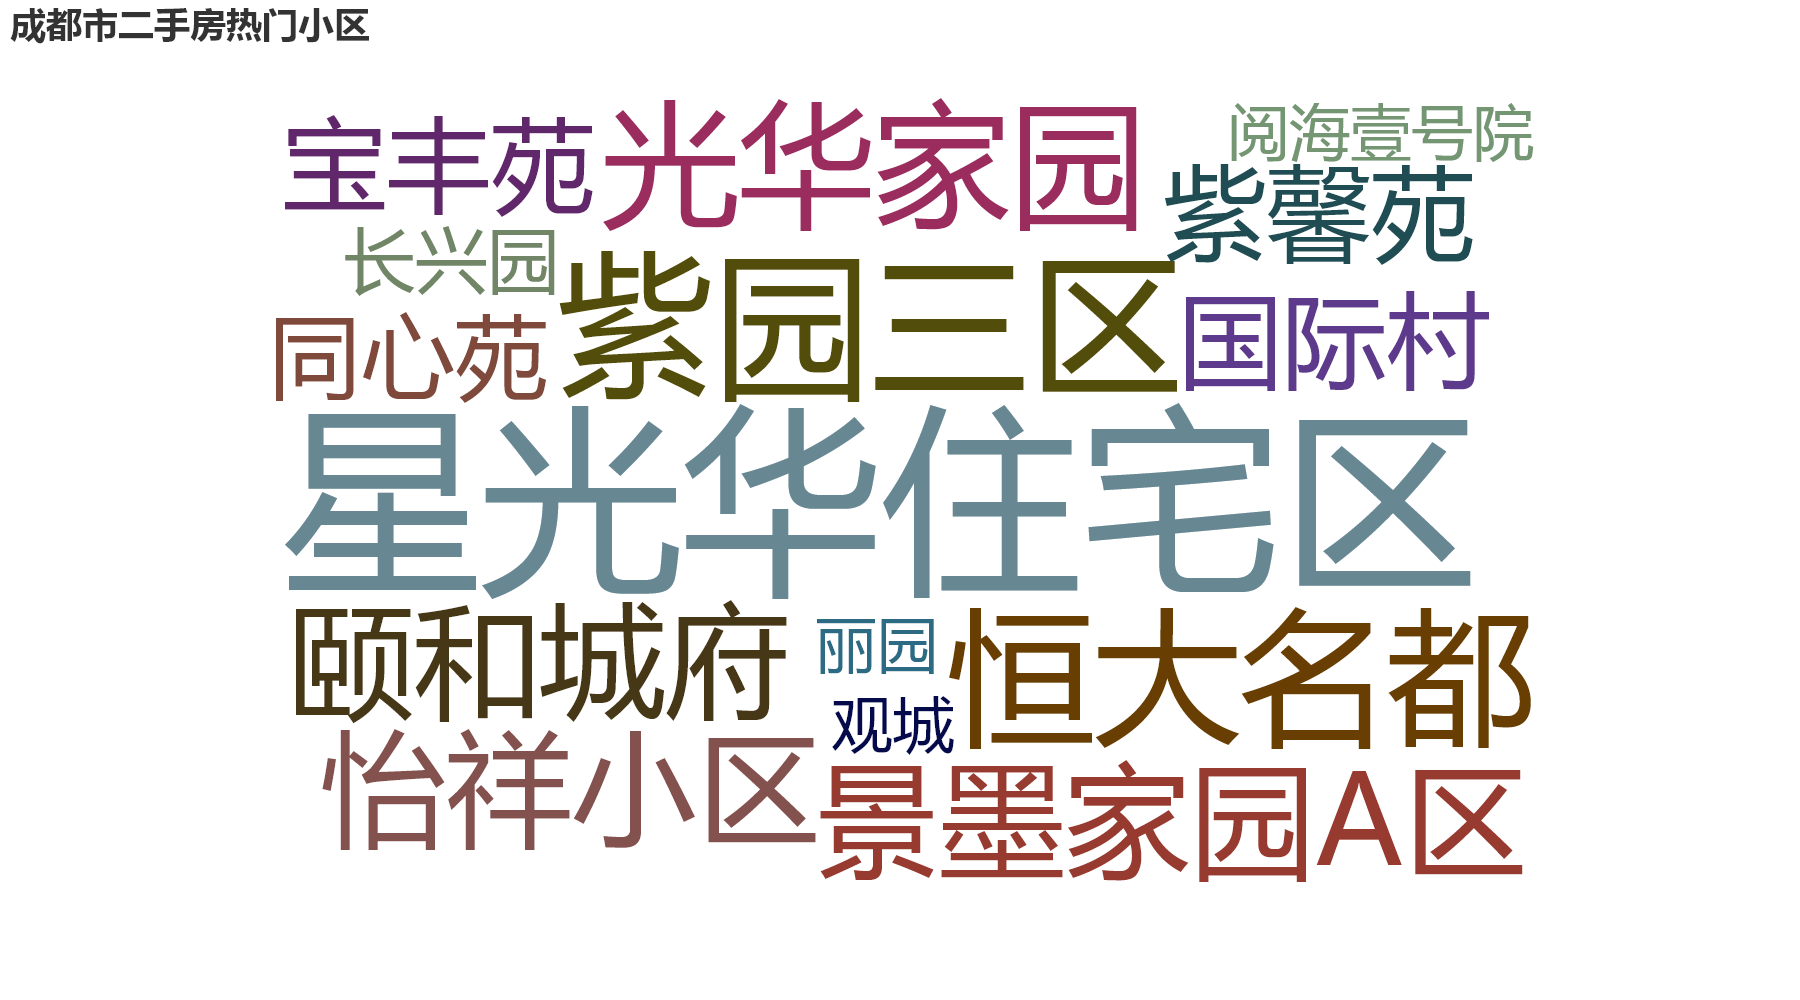 成都市二手房热门小区
宝丰苑
光华家园
阅海壹号院
紫馨苑
长兴园
紫园三区
国际村
同心苑
星光华住宅区
颐和城府
丽园
恒大名都
观城
怡祥小区
景墨家园A区